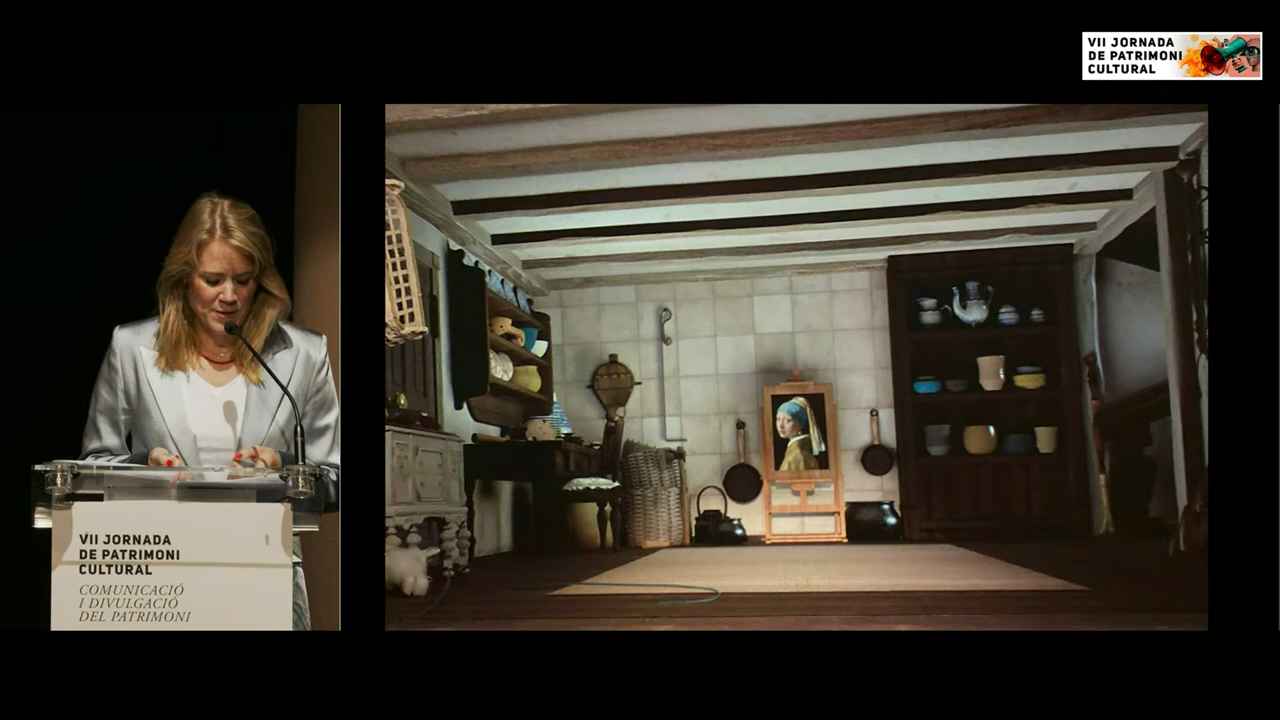 VII JORNADA
DE PATRIMONI
CULTURAL
VII JORNADA
DE PATRIMONI
CULTURAL
COMUNICACIÓ
I DIVULGACIÓ
DEL PATRIMONI